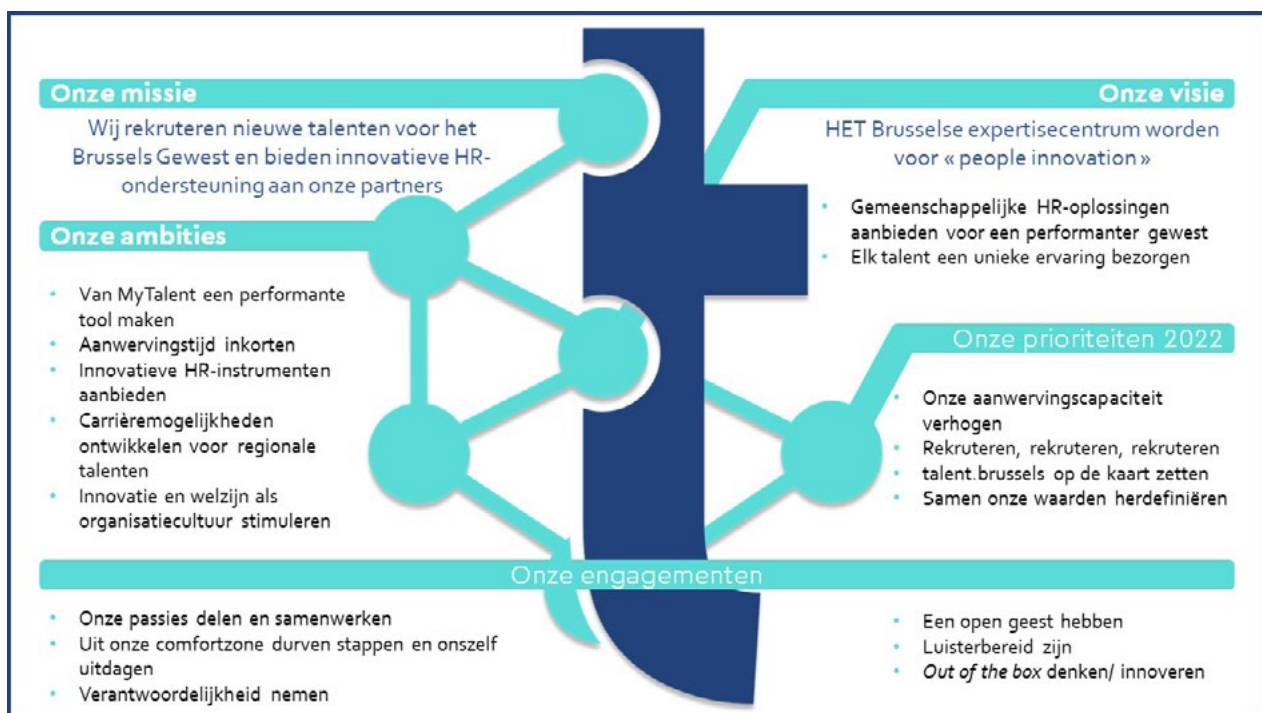 Onze missie
Wij rekruteren nieuwe talenten voor het
Brussels Gewest en bieden innovatieve HR-
ondersteuning aan onze partners
Onze ambities
• Van MyTalent een performante
tool maken
• Aanwervingstijd inkorten
• Innovatieve HR-instrumenten
aanbieden
• Carrièremogelijkheden
ontwikkelen voor regionale
talenten
• Innovatie en welzijn als
organisatiecultuur stimuleren
Onze visie
HET Brusselse expertisecentrum worden
voor « people innovation »
• Gemeenschappelijke HR-oplossingen
aanbieden voor een performanter gewest
• Elk talent een unieke ervaring bezorgen
Onze prioriteiten 2022
• Onze aanwervingscapaciteit
verhogen
• Rekruteren, rekruteren, rekruteren
• talent.brussels op de kaart zetten
• Samen onze waarden herdefiniëren
Onze engagementen
• Onze passies delen en samenwerken
• Uit onze comfortzone durven stappen en onszelf
uitdagen
• Verantwoordelijkheid nemen
• Een open geest hebben
• Luisterbereid zijn
• Out of the box denken/ innoveren